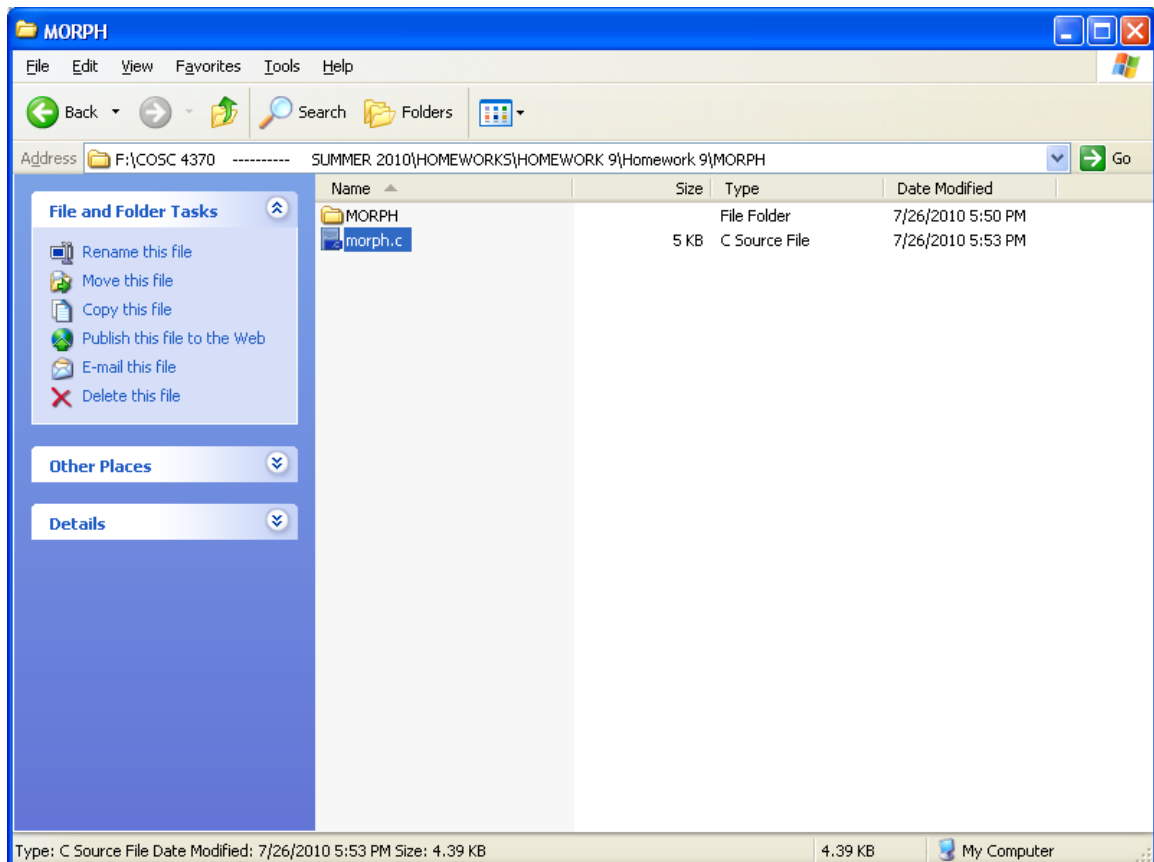 MORPH
File Edit View Favorites Tools Help
Back Search Folders
Address F:\COSC 4370 ---------- SUMMER 2010\HOMEWORKS\HOMEWORK 9\Homework 9\MORPH Go
File and Folder Tasks
Rename this file
Move this file
Copy this file
Publish this file to the Web
E-mail this file
Delete this file
Other Places
Details
Name Size Type Date Modified
MORPH File Folder 7/26/2010 5:50 PM
morph.c 5 KB C Source File 7/26/2010 5:53 PM
Type: C Source File Date Modified: 7/26/2010 5:53 PM Size: 4.39 KB 4.39 KB My Computer